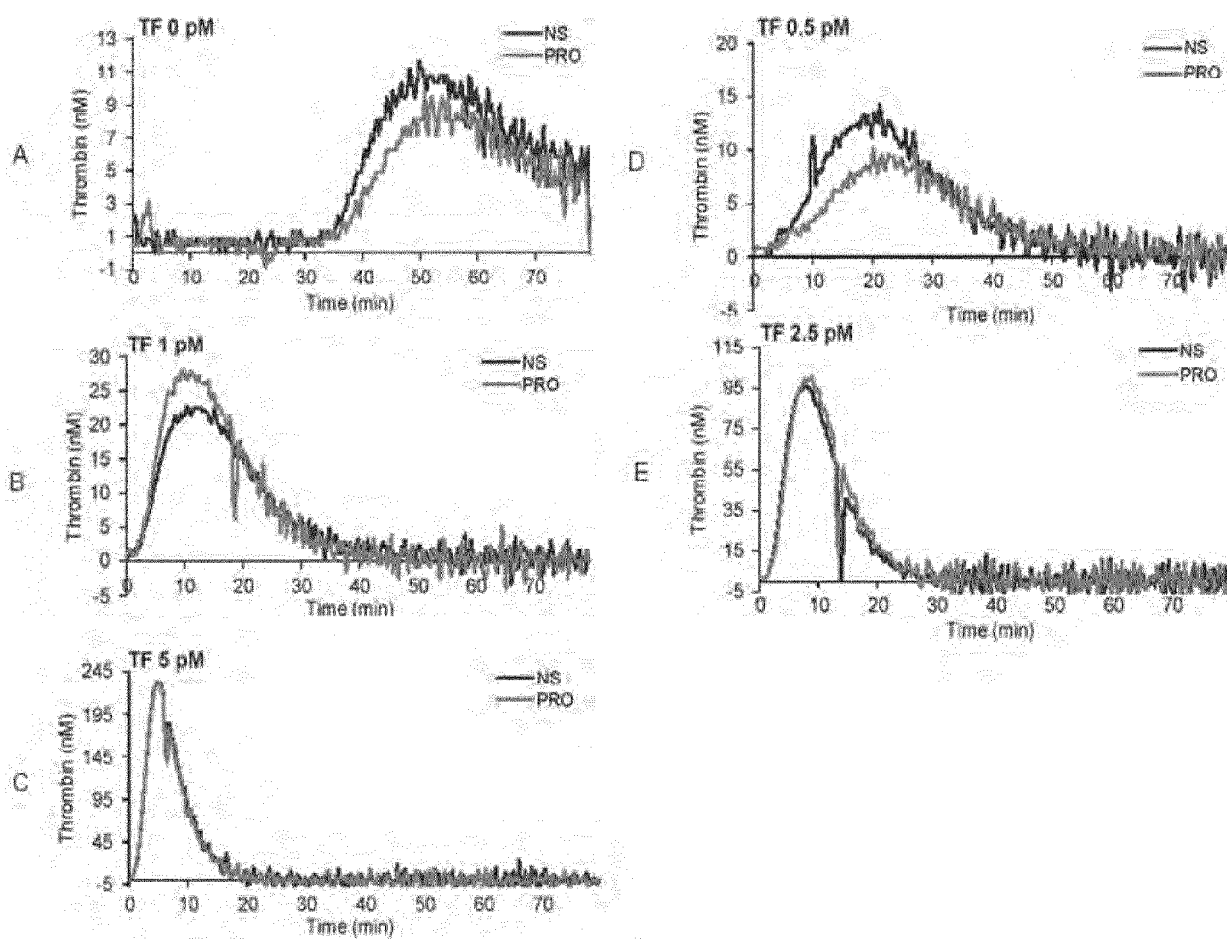 TF 0 pM
NS
PRO
13
11
9
7
5
3
1
-1
Thrombin (nM)
A
0 10 20 30 40 50 60 70
Time (min)
TF 0.5 pM
NS
PRO
20
15
10
5
0
-5
Thrombin (nM)
D
0 10 20 30 40 50 60 70
Time (min)
TF 1 pM
NS
PRO
30
25
20
15
10
5
0
-5
Thrombin (nM)
B
0 10 20 30 40 50 60 70
Time (min)
TF 2.5 pM
NS
PRO
115
95
75
55
35
15
-5
Thrombin (nM)
E
0 10 20 30 40 50 60 70
Time (min)
TF 5 pM
NS
PRO
245
195
145
95
45
-5
Thrombin (nM)
C
0 10 20 30 40 50 60 70
Time (min)